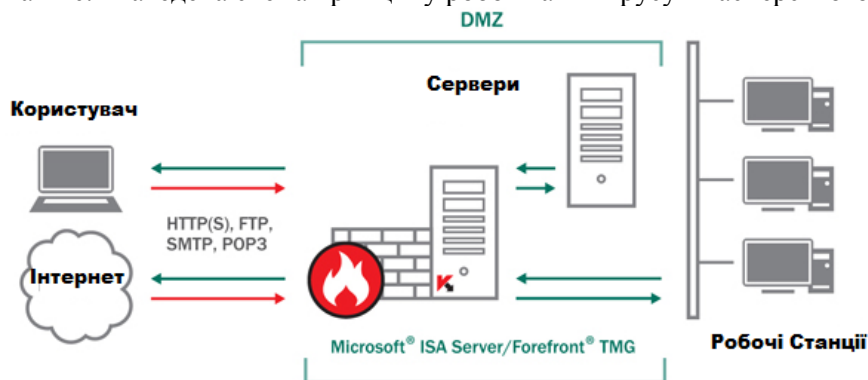 DMZ
Сервери
Користувач
HTTP(S), FTP,
SMTP, POP3
Інтернет
Microsoft® ISA Server/Forefront® TMG
Робочі Станції